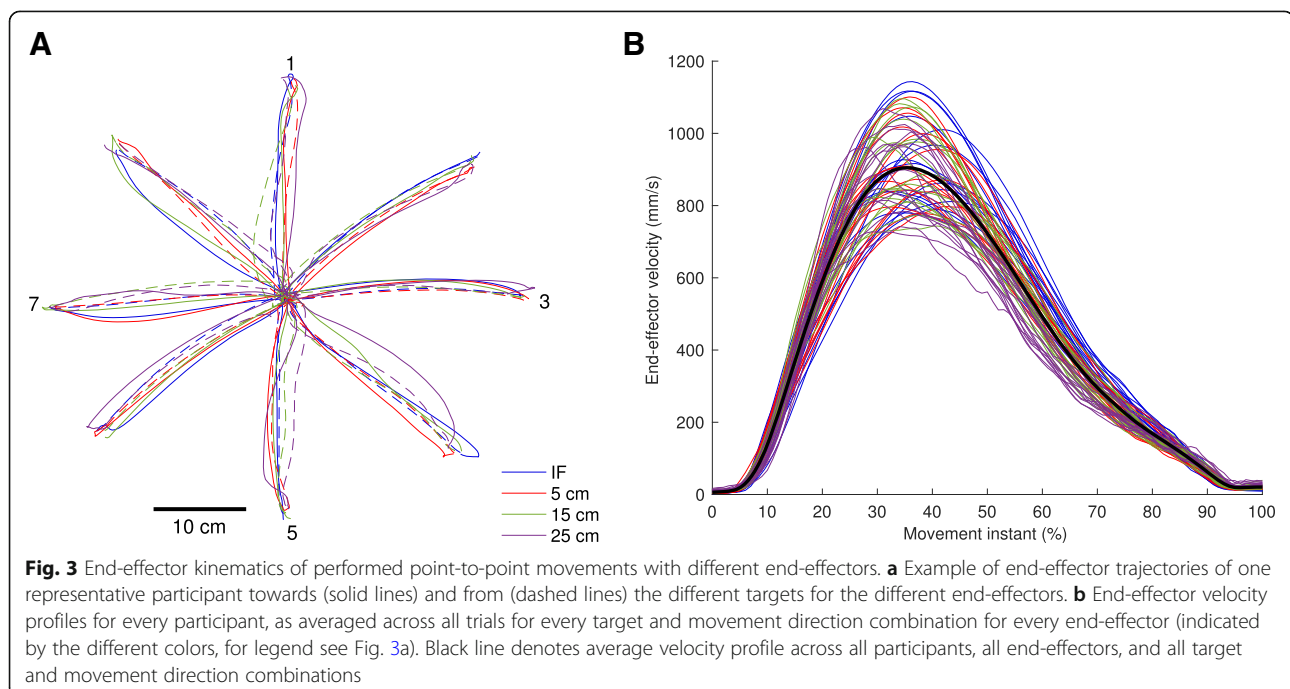 A
B
1
3
5
7
10 cm
IF
5 cm
15 cm
25 cm
1200
1000
800
600
400
200
0
End-effector velocity (mm/s)
0 10 20 30 40 50 60 70 80 90 100
Movement instant (%)
Fig. 3 End-effector kinematics of performed point-to-point movements with different end-effectors. a Example of end-effector trajectories of one
representative participant towards (solid lines) and from (dashed lines) the different targets for the different end-effectors. b End-effector velocity
profiles for every participant, as averaged across all trials for every target and movement direction combination for every end-effector (indicated
by the different colors, for legend see Fig. 3a). Black line denotes average velocity profile across all participants, all end-effectors, and all target
and movement direction combinations